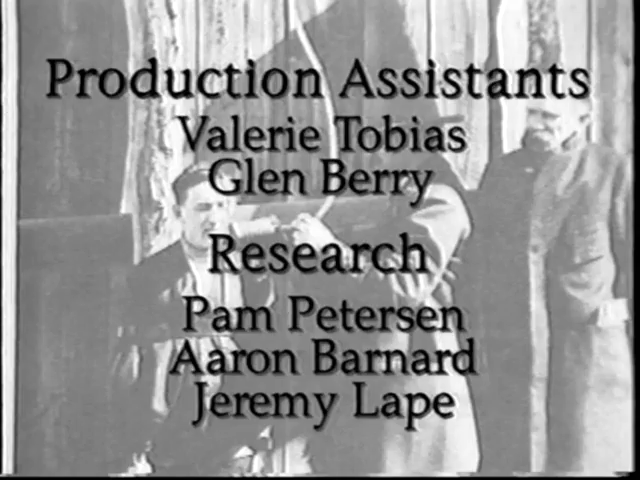 Production Assistants
Valerie Tobias
Glen Berry
Research
Pam Petersen
Aaron Barnard
Jeremy Lape